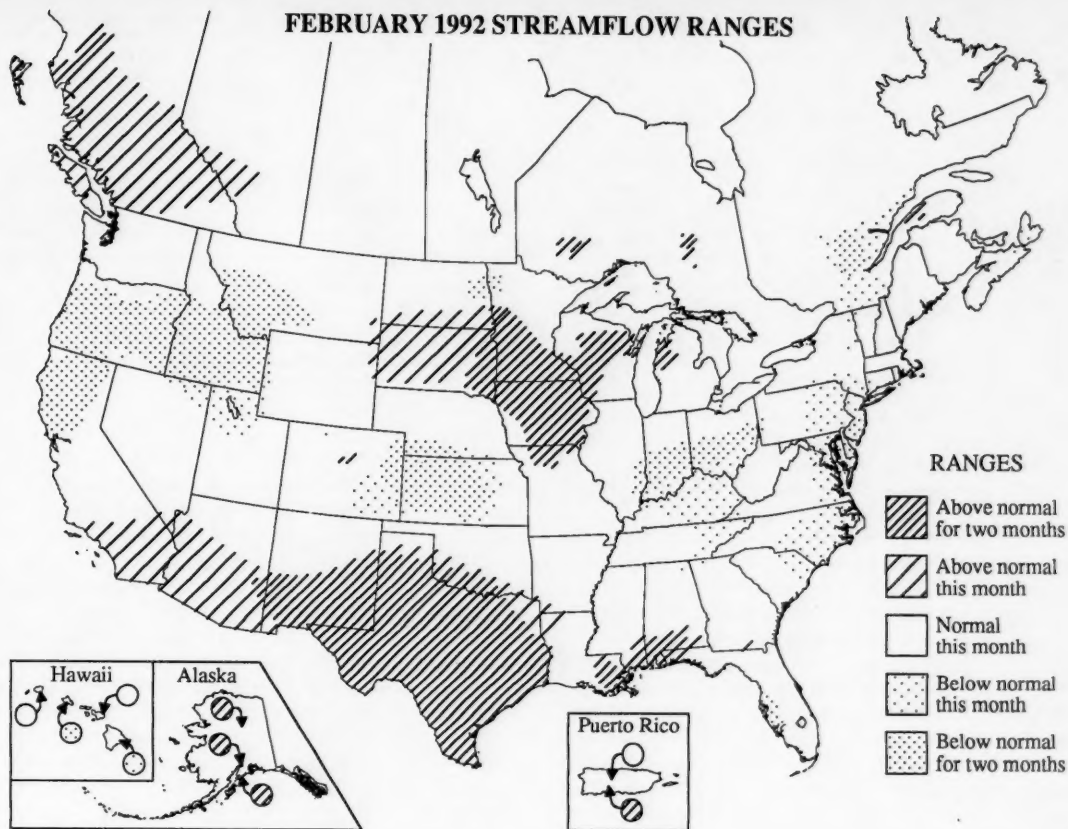 FEBRUARY 1992 STREAMFLOW RANGES
RANGES
Above normal
for two months
Above normal
this month
Normal
this month
Below normal
this month
Below normal
for two months
Hawaii
Alaska
Puerto Rico